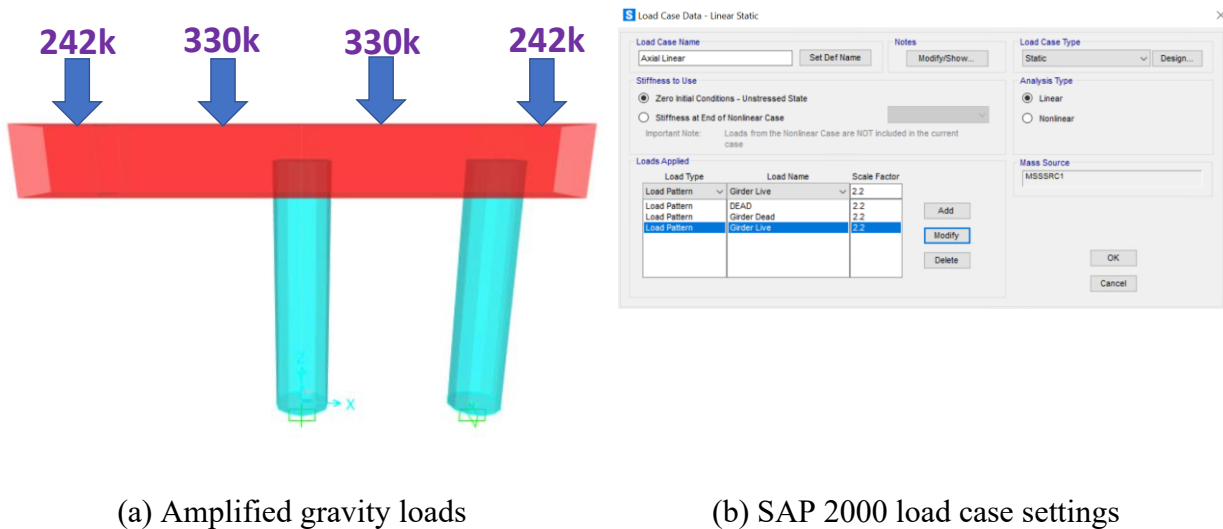 242k 330k 330k 242k
Z
X
(a) Amplified gravity loads
S Load Case Data - Linear Static
Load Case Name
Axial Linear
Set Def Name
Notes
Modify/Show...
Load Case Type
Static
Design...
Stiffness to Use
Zero Initial Conditions - Unstressed State
Stiffness at End of Nonlinear Case
Important Note: Loads from the Nonlinear Case are NOT included in the current
case
Analysis Type
Linear
Nonlinear
Loads Applied
Load Type Load Name Scale Factor
Load Pattern Girder Live 2.2
Load Pattern DEAD 2.2
Load Pattern Girder Dead 2.2
Load Pattern Girder Live 2.2
Add
Modify
Delete
Mass Source
MSSSRC1
OK
Cancel
(b) SAP 2000 load case settings